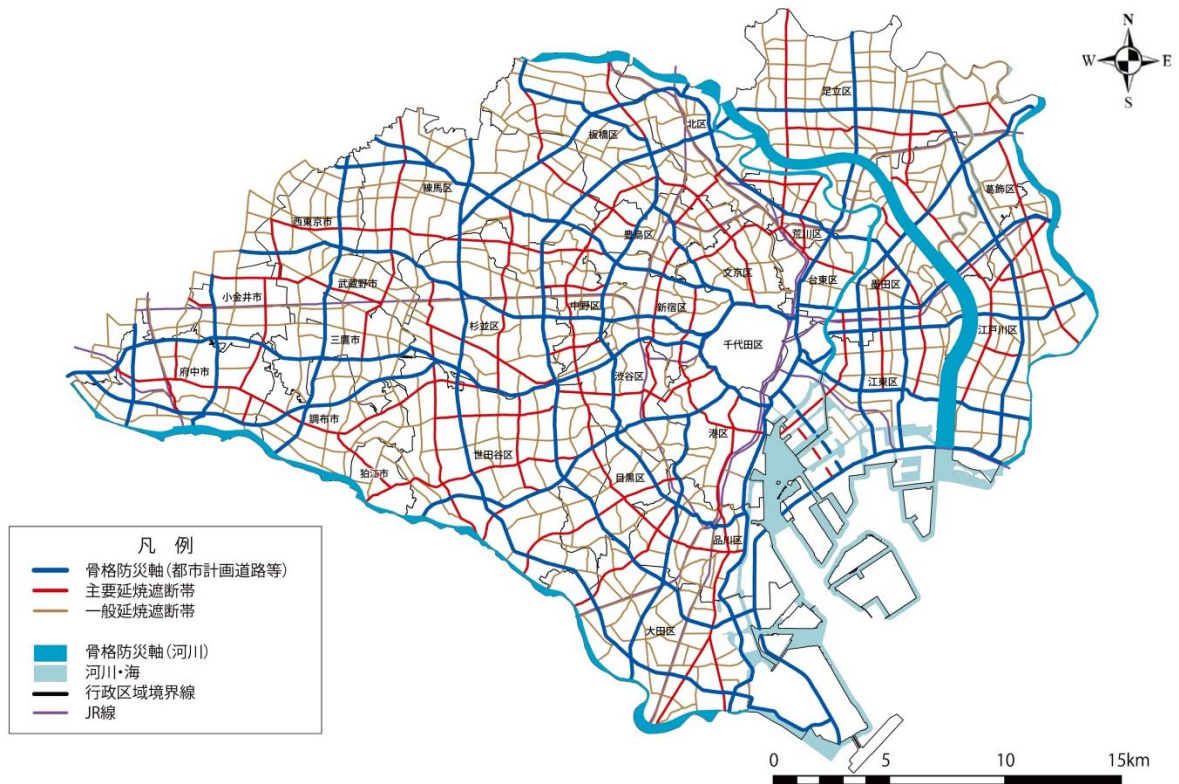 N
W
E
S
足立区
北区
板橋区
葛飾区
練馬区
西東京市
豊島区
荒川区
文京区
台東区
墨田区
武蔵野市
小金井市
中野区
新宿区
杉並区
江戸川区
三鷹市
千代田区
府中市
渋谷区
江東区
調布市
港区
世田谷区
狛江市
目黒区
品川区
大田区
凡 例
骨格防災軸(都市計画道路等)
主要延焼遮断帯
一般延焼遮断帯
骨格防災軸(河川)
河川・海
行政区域境界線
JR線
0 5 10 15km